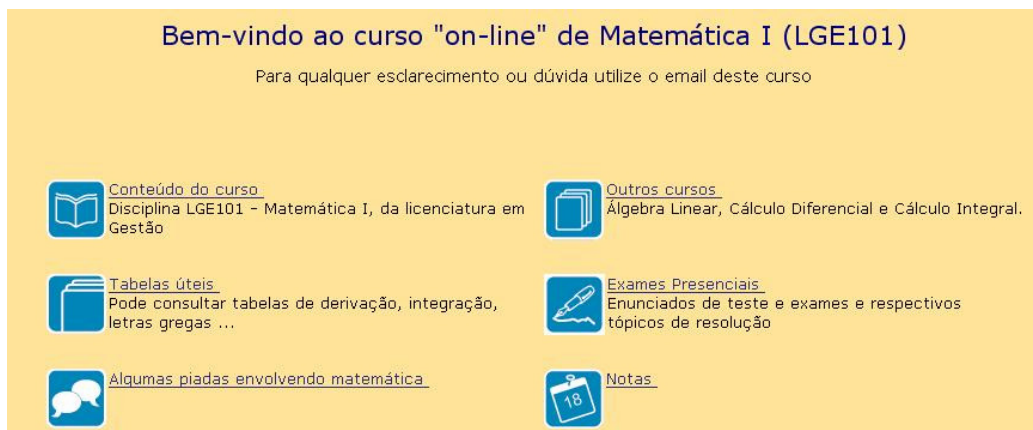 Bem-vindo ao curso "on-line" de Matemática I (LGE101)
Para qualquer esclarecimento ou dúvida utilize o email deste curso
Conteúdo do curso
Disciplina LGE101 - Matemática I, da licenciatura em
Gestão
Outros cursos
Álgebra Linear, Cálculo Diferencial e Cálculo Integral.
Tabelas úteis
Pode consultar tabelas de derivação, integração,
letras gregas ...
Exames Presenciais
Enunciados de teste e exames e respectivos
tópicos de resolução
Algumas piadas envolvendo matemática
18
Notas